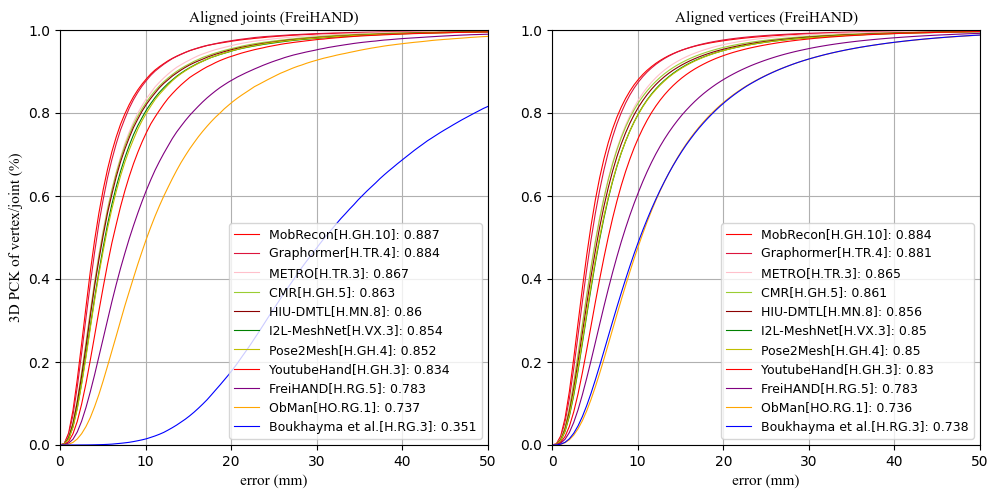 Aligned joints (FreiHAND)
3D PCK of vertex/joint (%)
1.0
0.8
0.6
0.4
0.2
0.0
MobRecon[H.GH.10]: 0.887
Graphormer[H.TR.4]: 0.884
METRO[H.TR.3]: 0.867
CMR[H.GH.5]: 0.863
HIU-DMTL[H.MN.8]: 0.86
I2L-MeshNet[H.VX.3]: 0.854
Pose2Mesh[H.GH.4]: 0.852
YoutubeHand[H.GH.3]: 0.834
FreiHAND[H.RG.5]: 0.783
ObMan[HO.RG.1]: 0.737
Boukhayma et al.[H.RG.3]: 0.351
0 10 20 30 40 50
error (mm)
Aligned vertices (FreiHAND)
1.0
0.8
0.6
0.4
0.2
0.0
MobRecon[H.GH.10]: 0.884
Graphormer[H.TR.4]: 0.881
METRO[H.TR.3]: 0.865
CMR[H.GH.5]: 0.861
HIU-DMTL[H.MN.8]: 0.856
I2L-MeshNet[H.VX.3]: 0.85
Pose2Mesh[H.GH.4]: 0.85
YoutubeHand[H.GH.3]: 0.83
FreiHAND[H.RG.5]: 0.783
ObMan[HO.RG.1]: 0.736
Boukhayma et al.[H.RG.3]: 0.738
0 10 20 30 40 50
error (mm)